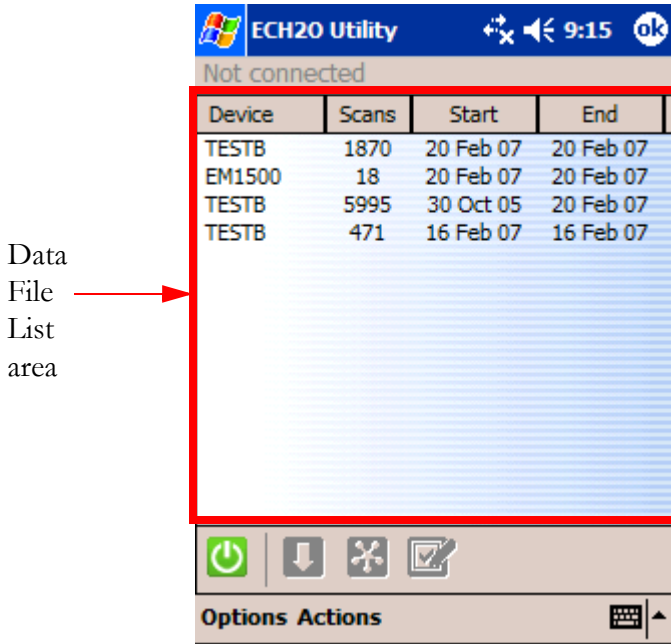 ECH2O Utility 9:15 ok
Not connected
Device Scans Start End
TESTB 1870 20 Feb 07 20 Feb 07
EM1500 18 20 Feb 07 20 Feb 07
TESTB 5995 30 Oct 05 20 Feb 07
TESTB 471 16 Feb 07 16 Feb 07
Data
File
List
area
Options Actions